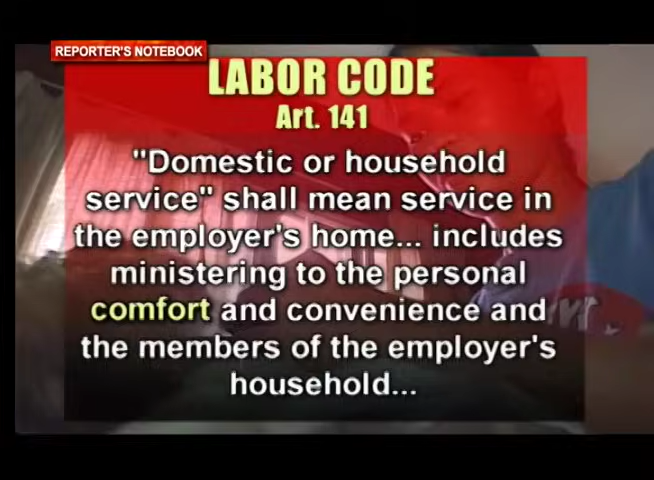 REPORTER'S NOTEBOOK
LABOR CODE
Art. 141
"Domestic or household
service" shall mean service in
the employer's home... includes
ministering to the personal
comfort and convenience and
the members of the employer's
household...